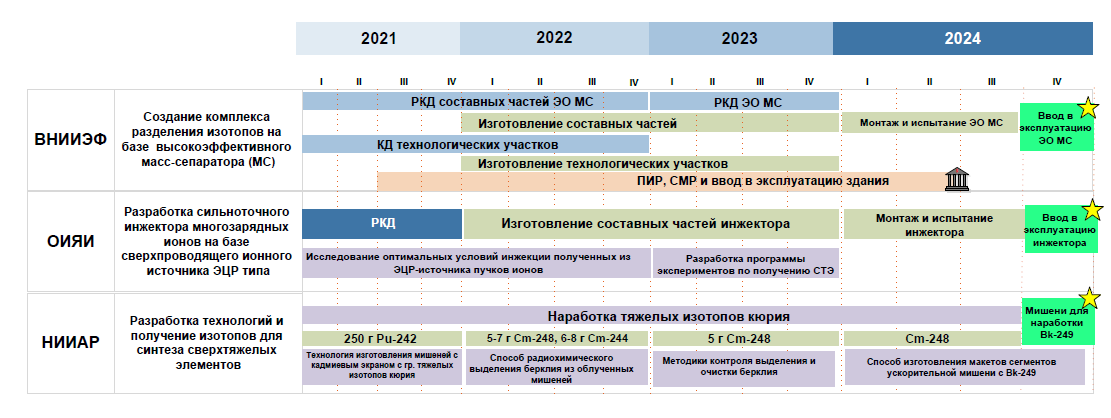 2021 2022 2023 2024
I II III IV I II III IV I II III IV I II III IV
ВНИИЭФ
Создание комплекса
разделения изотопов на
базе высокоэффективного
масс-сепаратора (МС)
РКД составных частей ЭО МС
РКД ЭО МС
Изготовление составных частей
Монтаж и испытание ЭО МС
Ввод в
эксплуатацию
ЭО МС
КД технологических участков
Изготовление технологических участков
ПИР, СМР и ввод в эксплуатацию здания
ОИЯИ
Разработка сильноточного
инжектора многозарядных
ионов на базе
сверхпроводящего ионного
источника ЭЦР типа
РКД
Изготовление составных частей инжектора
Монтаж и испытание
инжектора
Ввод в
эксплуатацию
инжектора
Исследование оптимальных условий инжекции полученных из
ЭЦР-источника пучков ионов
Разработка программы
экспериментов по получению СТЭ
НИИАР
Разработка технологий и
получение изотопов для
синтеза сверхтяжелых
элементов
Наработка тяжелых изотопов кюрия
Мишени для
наработки
Bk-249
250 г Pu-242
5-7 г Cm-248, 6-8 г Cm-244
5 г Cm-248
Cm-248
Технология изготовления мишеней с
кадмиевым экраном с гр. тяжелых
изотопов кюрия
Способ радиохимического
выделения берклия из облученных
мишеней
Методики контроля выделения и
очистки берклия
Способ изготовления макетов сегментов
ускорительной мишени с Bk-249